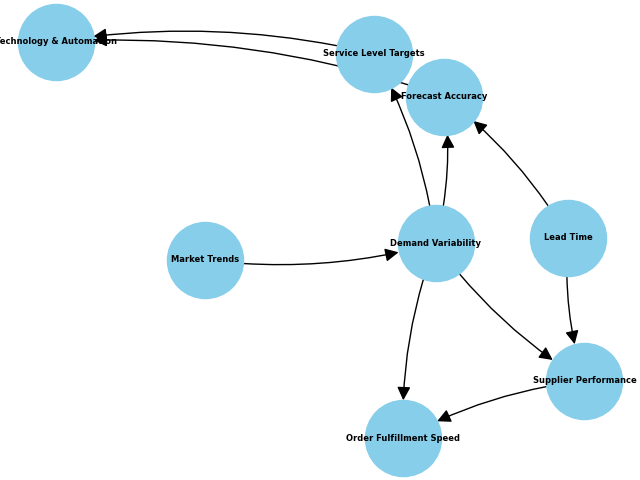 Technology & Automation
Service Level Targets
Forecast Accuracy
Lead Time
Demand Variability
Market Trends
Supplier Performance
Order Fulfillment Speed